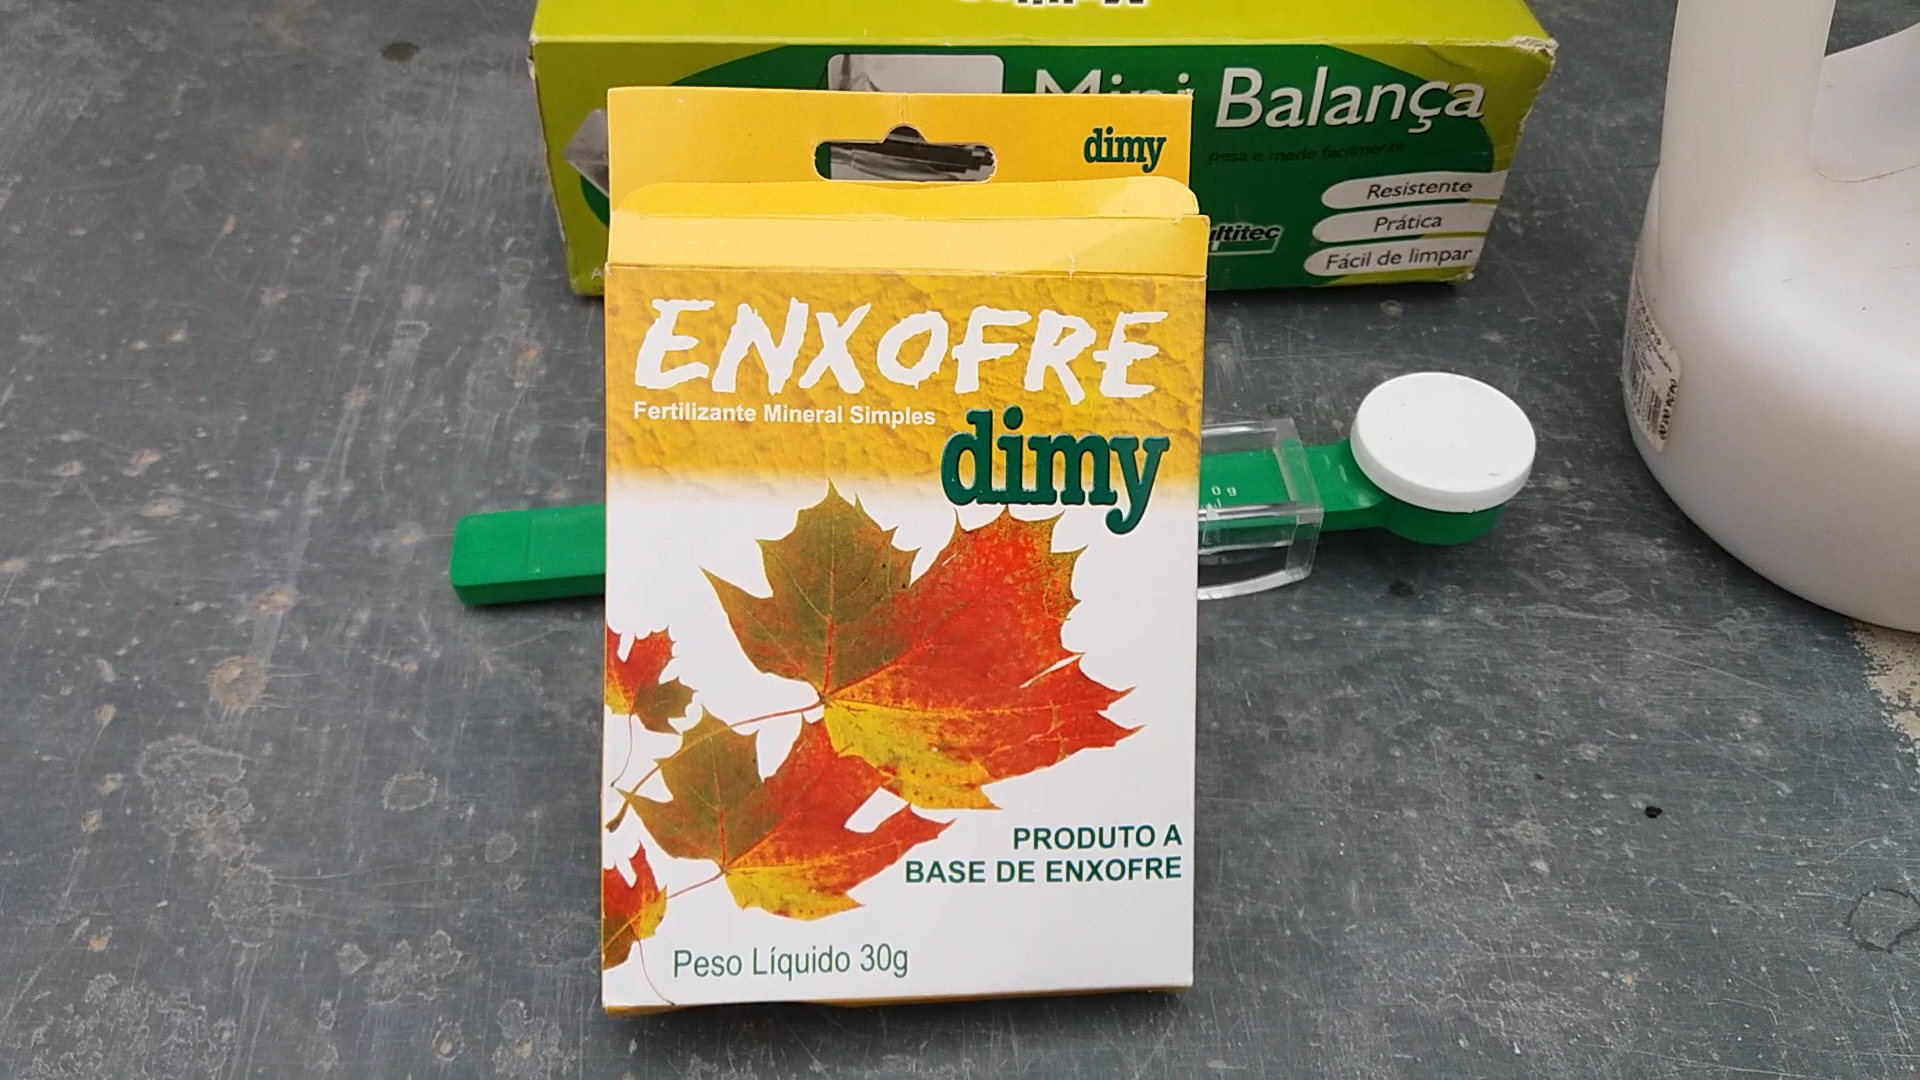 Mini Balança
pesa e mede facilmente
Resistente
Prática
Fácil de limpar
dimy
ENXOFRE
Fertilizante Mineral Simples
dimy
0 g
PRODUTO A
BASE DE ENXOFRE
Peso Líquido 30g